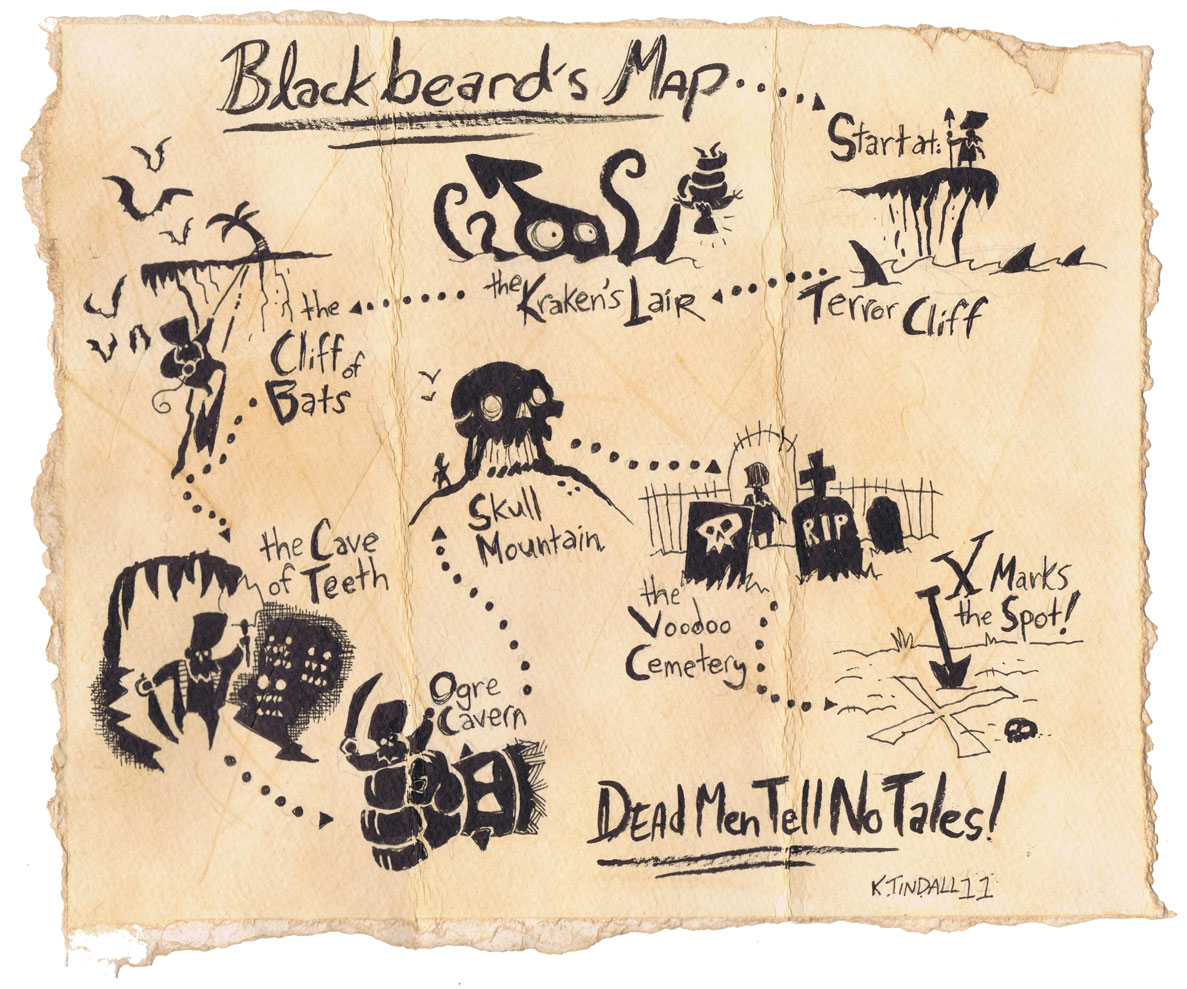 Blackbeard's Map
Start at:
Terror Cliff
the Kraken's Lair
the
Cliff of
Bats
the Cave
of Teeth
Ogre
Cavern
Skull
Mountain
RIP
the
Voodoo
Cemetery
X Marks
the Spot!
Dead Men Tell No Tales!
K TINDALL 11